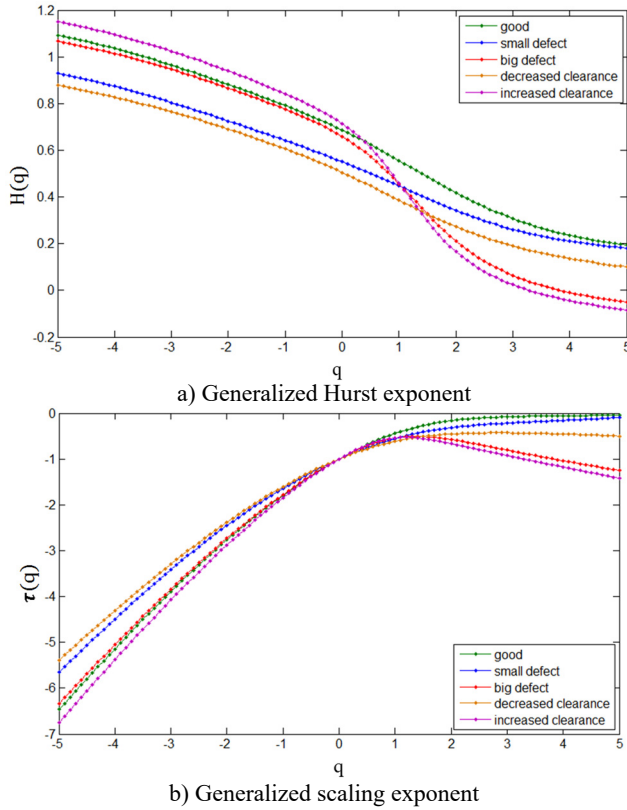 1.2
1
0.8
0.6
0.4
0.2
0
-0.2
H(q)
good
small defect
big defect
decreased clearance
increased clearance
-5 -4 -3 -2 -1 0 1 2 3 4 5
q
a) Generalized Hurst exponent
0
-1
-2
-3
-4
-5
-6
-7
τ(q)
good
small defect
big defect
decreased clearance
increased clearance
-5 -4 -3 -2 -1 0 1 2 3 4 5
q
b) Generalized scaling exponent